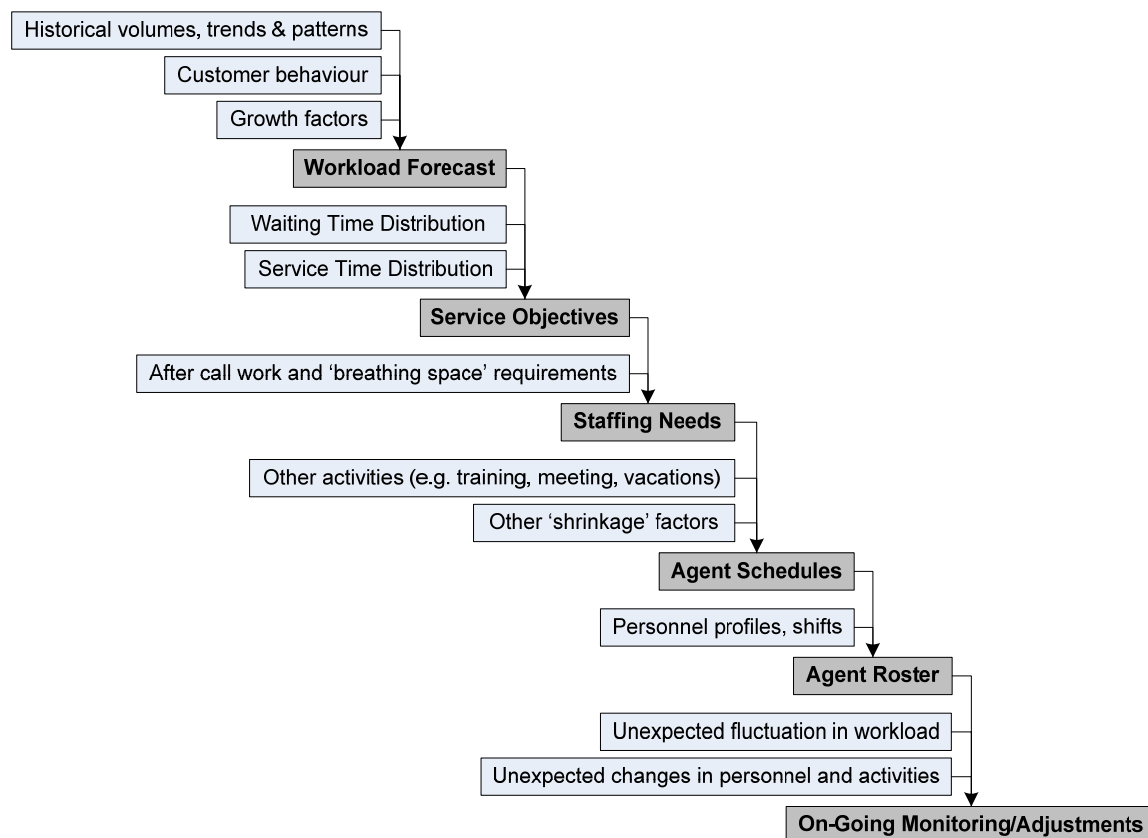 Historical volumes, trends & patterns
Customer behaviour
Growth factors
Workload Forecast
Waiting Time Distribution
Service Time Distribution
Service Objectives
After call work and ‘breathing space’ requirements
Staffing Needs
Other activities (e.g. training, meeting, vacations)
Other ‘shrinkage’ factors
Agent Schedules
Personnel profiles, shifts
Agent Roster
Unexpected fluctuation in workload
Unexpected changes in personnel and activities
On-Going Monitoring/Adjustments